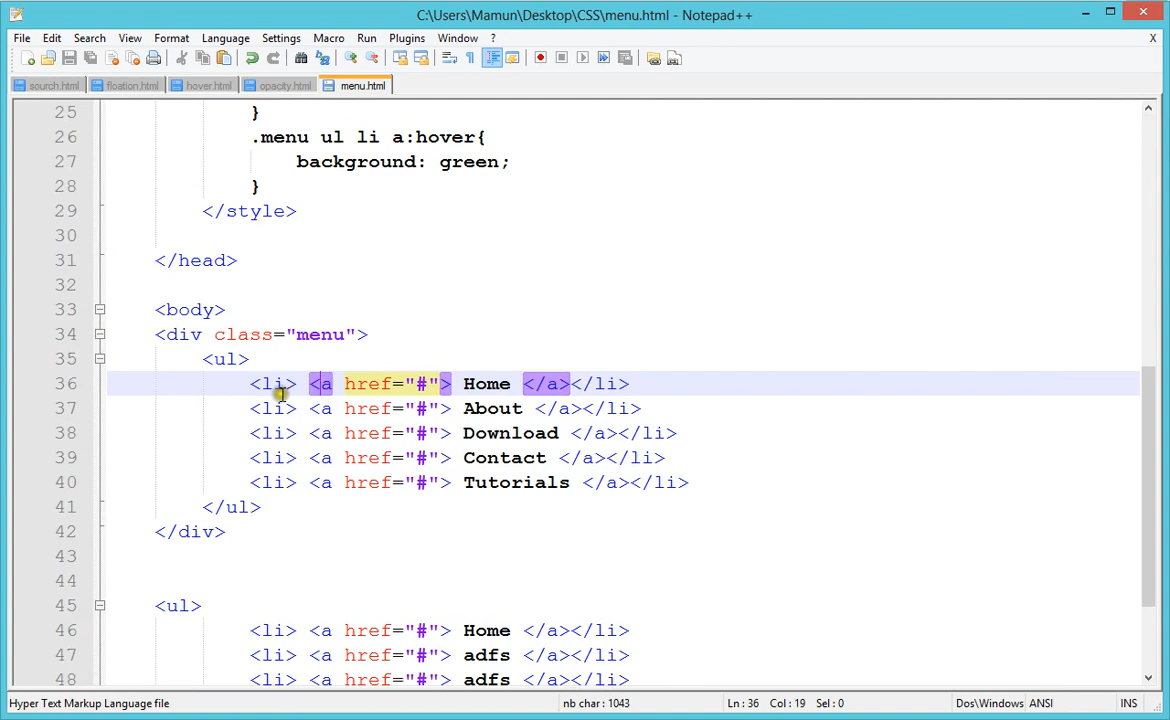 C:\Users\Mamun\Desktop\CSS\menu.html - Notepad++
File Edit Search View Format Language Settings Macro Run Plugins Window ? X
sourch.html floation.html hover.html opacity.html menu.html
25 }
26 .menu ul li a:hover{
27 background: green;
28 }
29 </style>
30
31 </head>
32
33 <body>
34 <div class="menu">
35 <ul>
36 <li> <a href="#"> Home </a></li>
37 <li> <a href="#"> About </a></li>
38 <li> <a href="#"> Download </a></li>
39 <li> <a href="#"> Contact </a></li>
40 <li> <a href="#"> Tutorials </a></li>
41 </ul>
42 </div>
43
44
45 <ul>
46 <li> <a href="#"> Home </a></li>
47 <li> <a href="#"> adfs </a></li>
48 <li> <a href="#"> adfs </a></li>
Hyper Text Markup Language file nb char : 1043 Ln : 36 Col : 19 Sel : 0 Dos\Windows ANSI INS